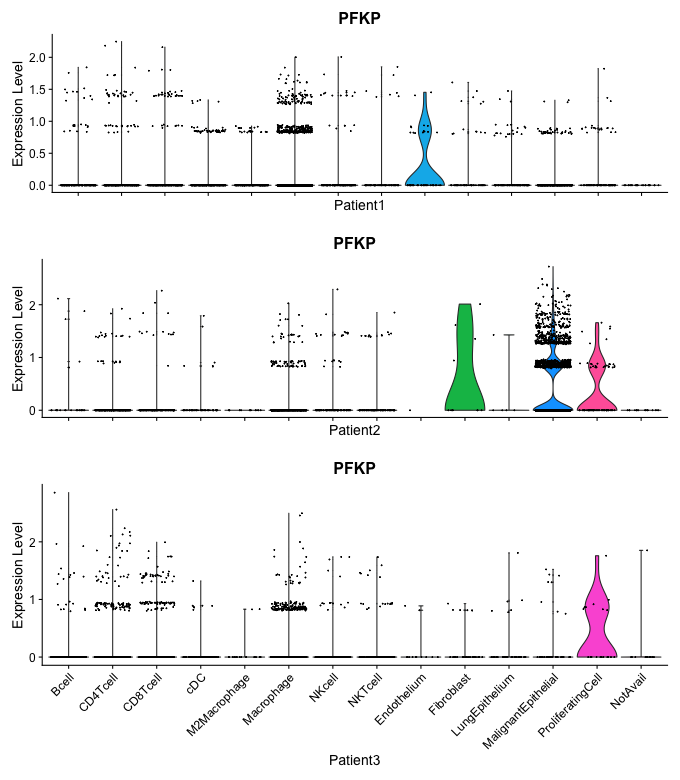 PFKP
Expression Level
2.0
1.5
1.0
0.5
0.0
Patient1
PFKP
Expression Level
2
1
0
Patient2
PFKP
Expression Level
2
1
0
Bcell
CD4Tcell
CD8Tcell
cDC
M2Macrophage
Macrophage
NKcell
NKTcell
Endothelium
Fibroblast
LungEpithelium
MalignantEpithelial
ProliferatingCell
NotAvail
Patient3